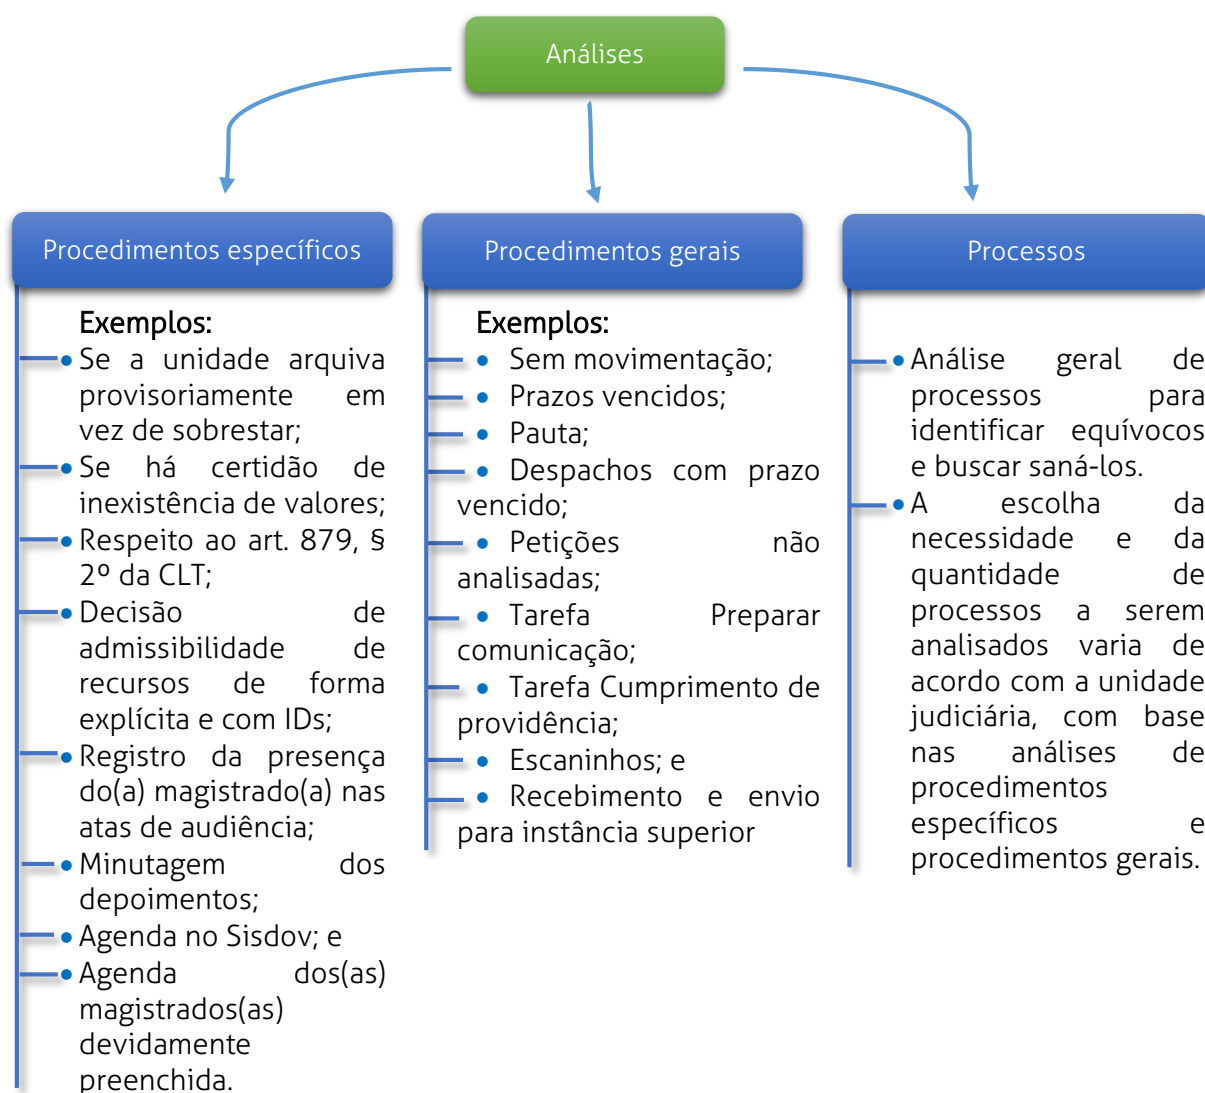 Análises
Procedimentos específicos
Exemplos:
• Se a unidade arquiva
provisoriamente em
vez de sobrestar;
• Se há certidão de
inexistência de valores;
• Respeito ao art. 879, §
2º da CLT;
• Decisão de
admissibilidade de
recursos de forma
explícita e com IDs;
• Registro da presença
do(a) magistrado(a) nas
atas de audiência;
• Minutagem dos
depoimentos;
• Agenda no Sisdov; e
• Agenda dos(as)
magistrados(as)
devidamente
preenchida.
Procedimentos gerais
Exemplos:
• Sem movimentação;
• Prazos vencidos;
• Pauta;
• Despachos com prazo
vencido;
• Petições não
analisadas;
• Tarefa Preparar
comunicação;
• Tarefa Cumprimento de
providência;
• Escaninhos; e
• Recebimento e envio
para instância superior
Processos
• Análise geral de
processos para
identificar equívocos
e buscar saná-los.
• A escolha da
necessidade e da
quantidade de
processos a serem
analisados varia de
acordo com a unidade
judiciária, com base
nas análises de
procedimentos
específicos e
procedimentos gerais.